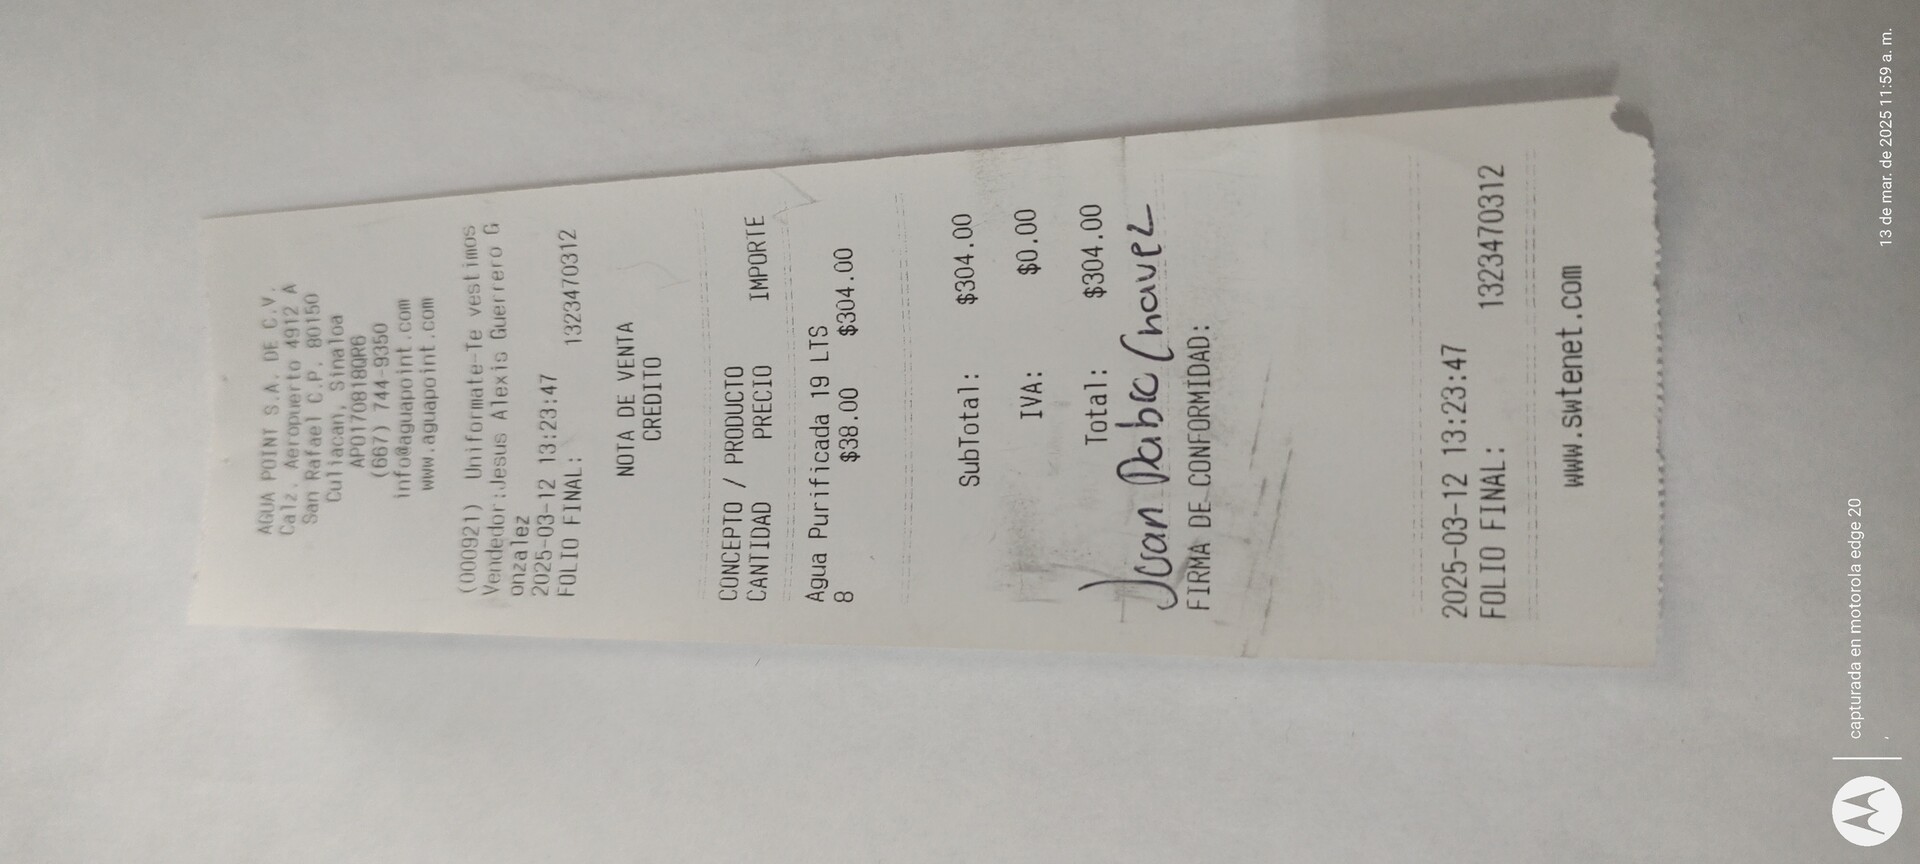 AGUA POINT S.A. DE C.V.
Calz. Aeropuerto 4912 A
San Rafael C.P. 80150
Culiacan, Sinaloa
APO170818QR6
(667) 744-9350
info@aguapoint.com
www.aguapoint.com
(000921) Uniformate-Te vestimos
Vendedor:Jesus Alexis Guerrero G
onzalez
2025-03-12 13:23:47
FOLIO FINAL: 1323470312
NOTA DE VENTA
CREDITO
CONCEPTO / PRODUCTO
CANTIDAD PRECIO IMPORTE
Agua Purificada 19 LTS
8 $38.00 $304.00
SubTotal: $304.00
IVA: $0.00
Total: $304.00
Juan Pablo Chavez
FIRMA DE CONFORMIDAD:
2025-03-12 13:23:47
FOLIO FINAL: 1323470312
www.swtenet.com
capturada en motorola edge 20
13 de mar. de 2025 11:59 a. m.